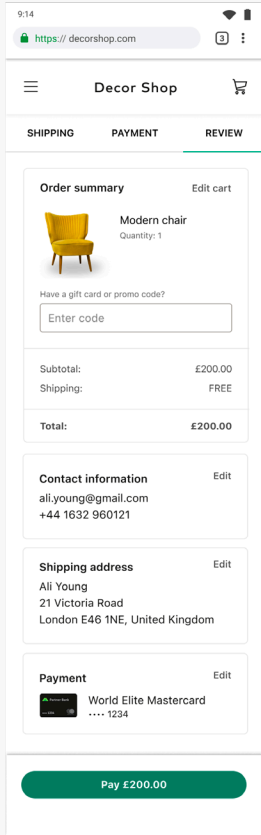 9:14
https:// decorshop.com
3
Decor Shop
SHIPPING PAYMENT REVIEW
Order summary Edit cart
Modern chair
Quantity: 1
Have a gift card or promo code?
Enter code
Subtotal: £200.00
Shipping: FREE
Total: £200.00
Contact information Edit
ali.young@gmail.com
+44 1632 960121
Shipping address Edit
Ali Young
21 Victoria Road
London E46 1NE, United Kingdom
Payment Edit
World Elite Mastercard
•••• 1234
Pay £200.00